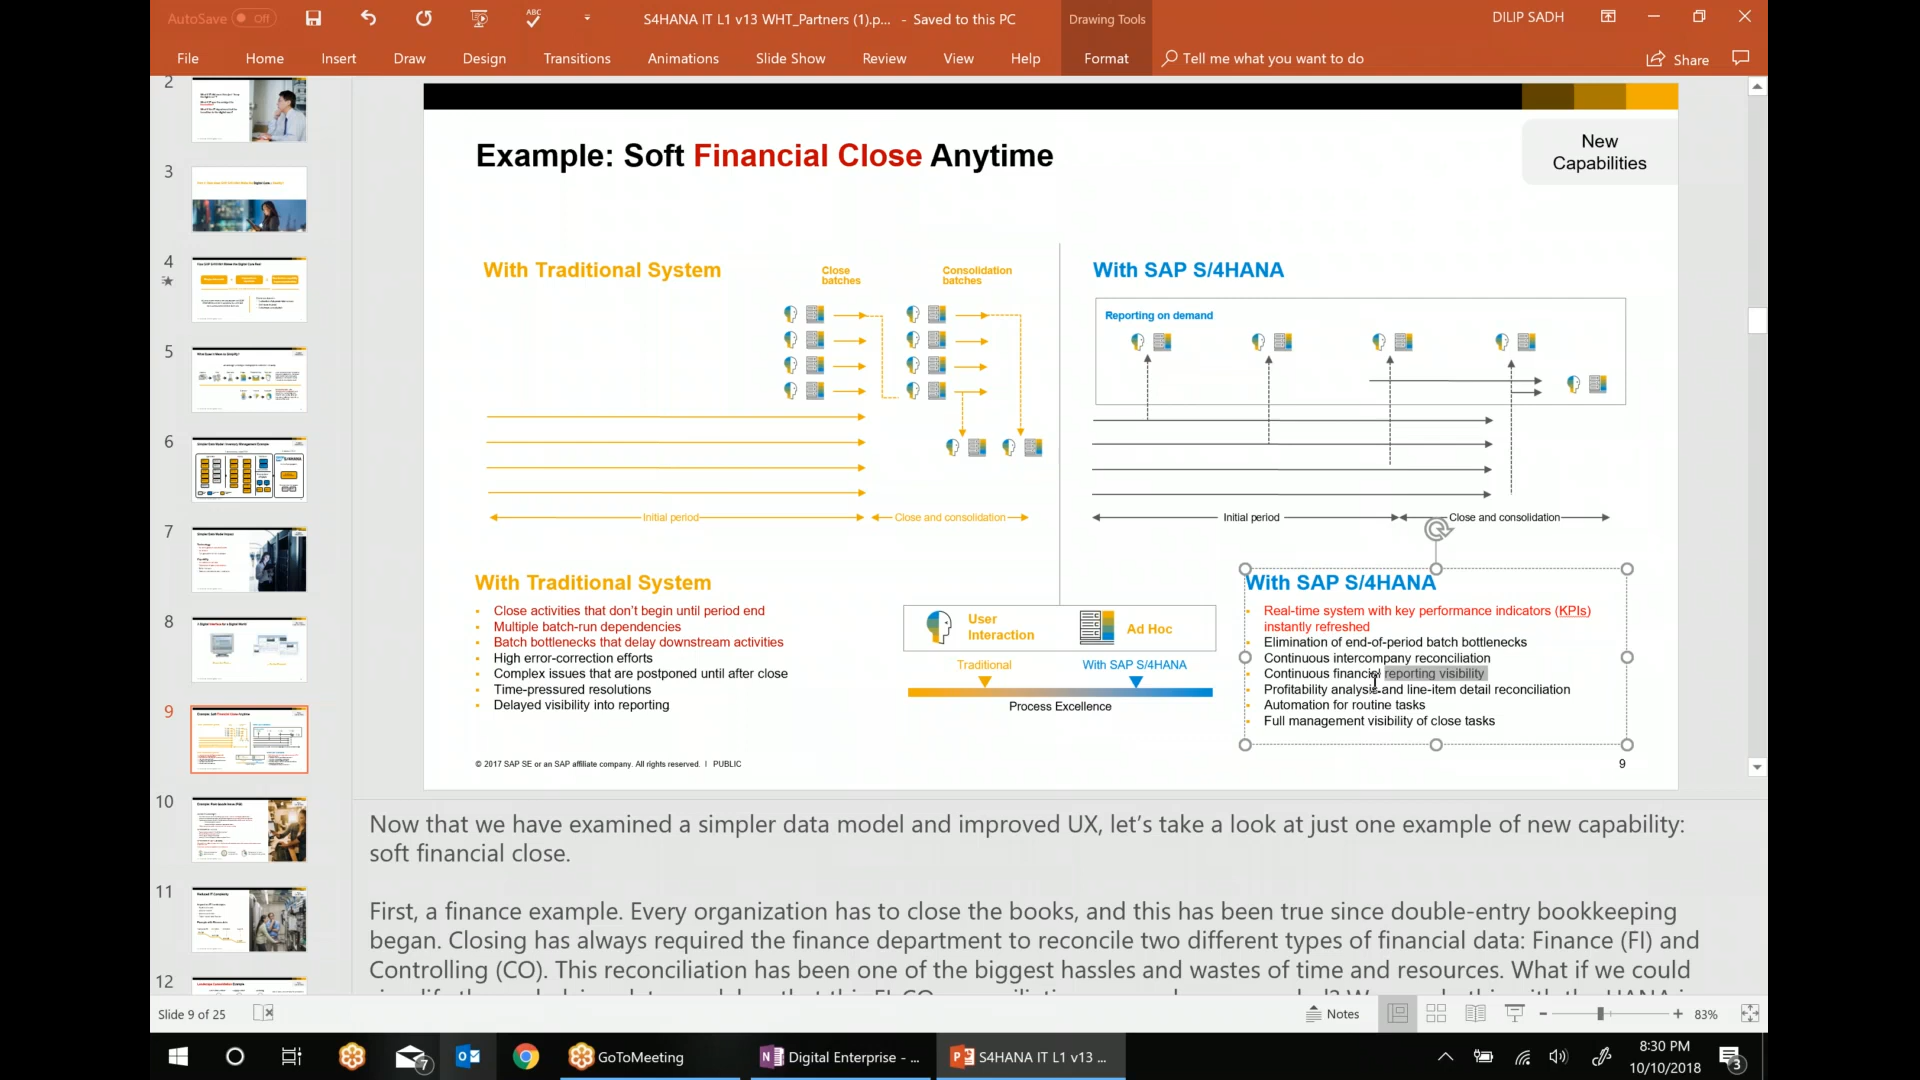 AutoSave Off
ABC
S4HANA IT L1 v13 WHT_Partners (1).p... - Saved to this PC
Drawing Tools
DILIP SADH
File Home Insert Draw Design Transitions Animations Slide Show Review View Help Format Tell me what you want to do Share
2
3
4
5
6
7
8
9
10
11
12
New
Capabilities
Example: Soft Financial Close Anytime
With Traditional System
Close
batches
Consolidation
batches
Initial period
Close and consolidation
With SAP S/4HANA
Reporting on demand
Initial period
Close and consolidation
With Traditional System
Close activities that don't begin until period end
Multiple batch-run dependencies
Batch bottlenecks that delay downstream activities
High error-correction efforts
Complex issues that are postponed until after close
Time-pressured resolutions
Delayed visibility into reporting
User
Interaction
Ad Hoc
Traditional
With SAP S/4HANA
Process Excellence
With SAP S/4HANA
Real-time system with key performance indicators (KPIs)
instantly refreshed
Elimination of end-of-period batch bottlenecks
Continuous intercompany reconciliation
Continuous financial reporting visibility
Profitability analysis and line-item detail reconciliation
Automation for routine tasks
Full management visibility of close tasks
© 2017 SAP SE or an SAP affiliate company. All rights reserved. | PUBLIC
9
Now that we have examined a simpler data model and improved UX, let's take a look at just one example of new capability:
soft financial close.
First, a finance example. Every organization has to close the books, and this has been true since double-entry bookkeeping
began. Closing has always required the finance department to reconcile two different types of financial data: Finance (FI) and
Controlling (CO). This reconciliation has been one of the biggest hassles and wastes of time and resources. What if we could
Slide 9 of 25
Notes
83%
7
GoToMeeting
Digital Enterprise - ...
S4HANA IT L1 v13 ...
8:30 PM
10/10/2018
3